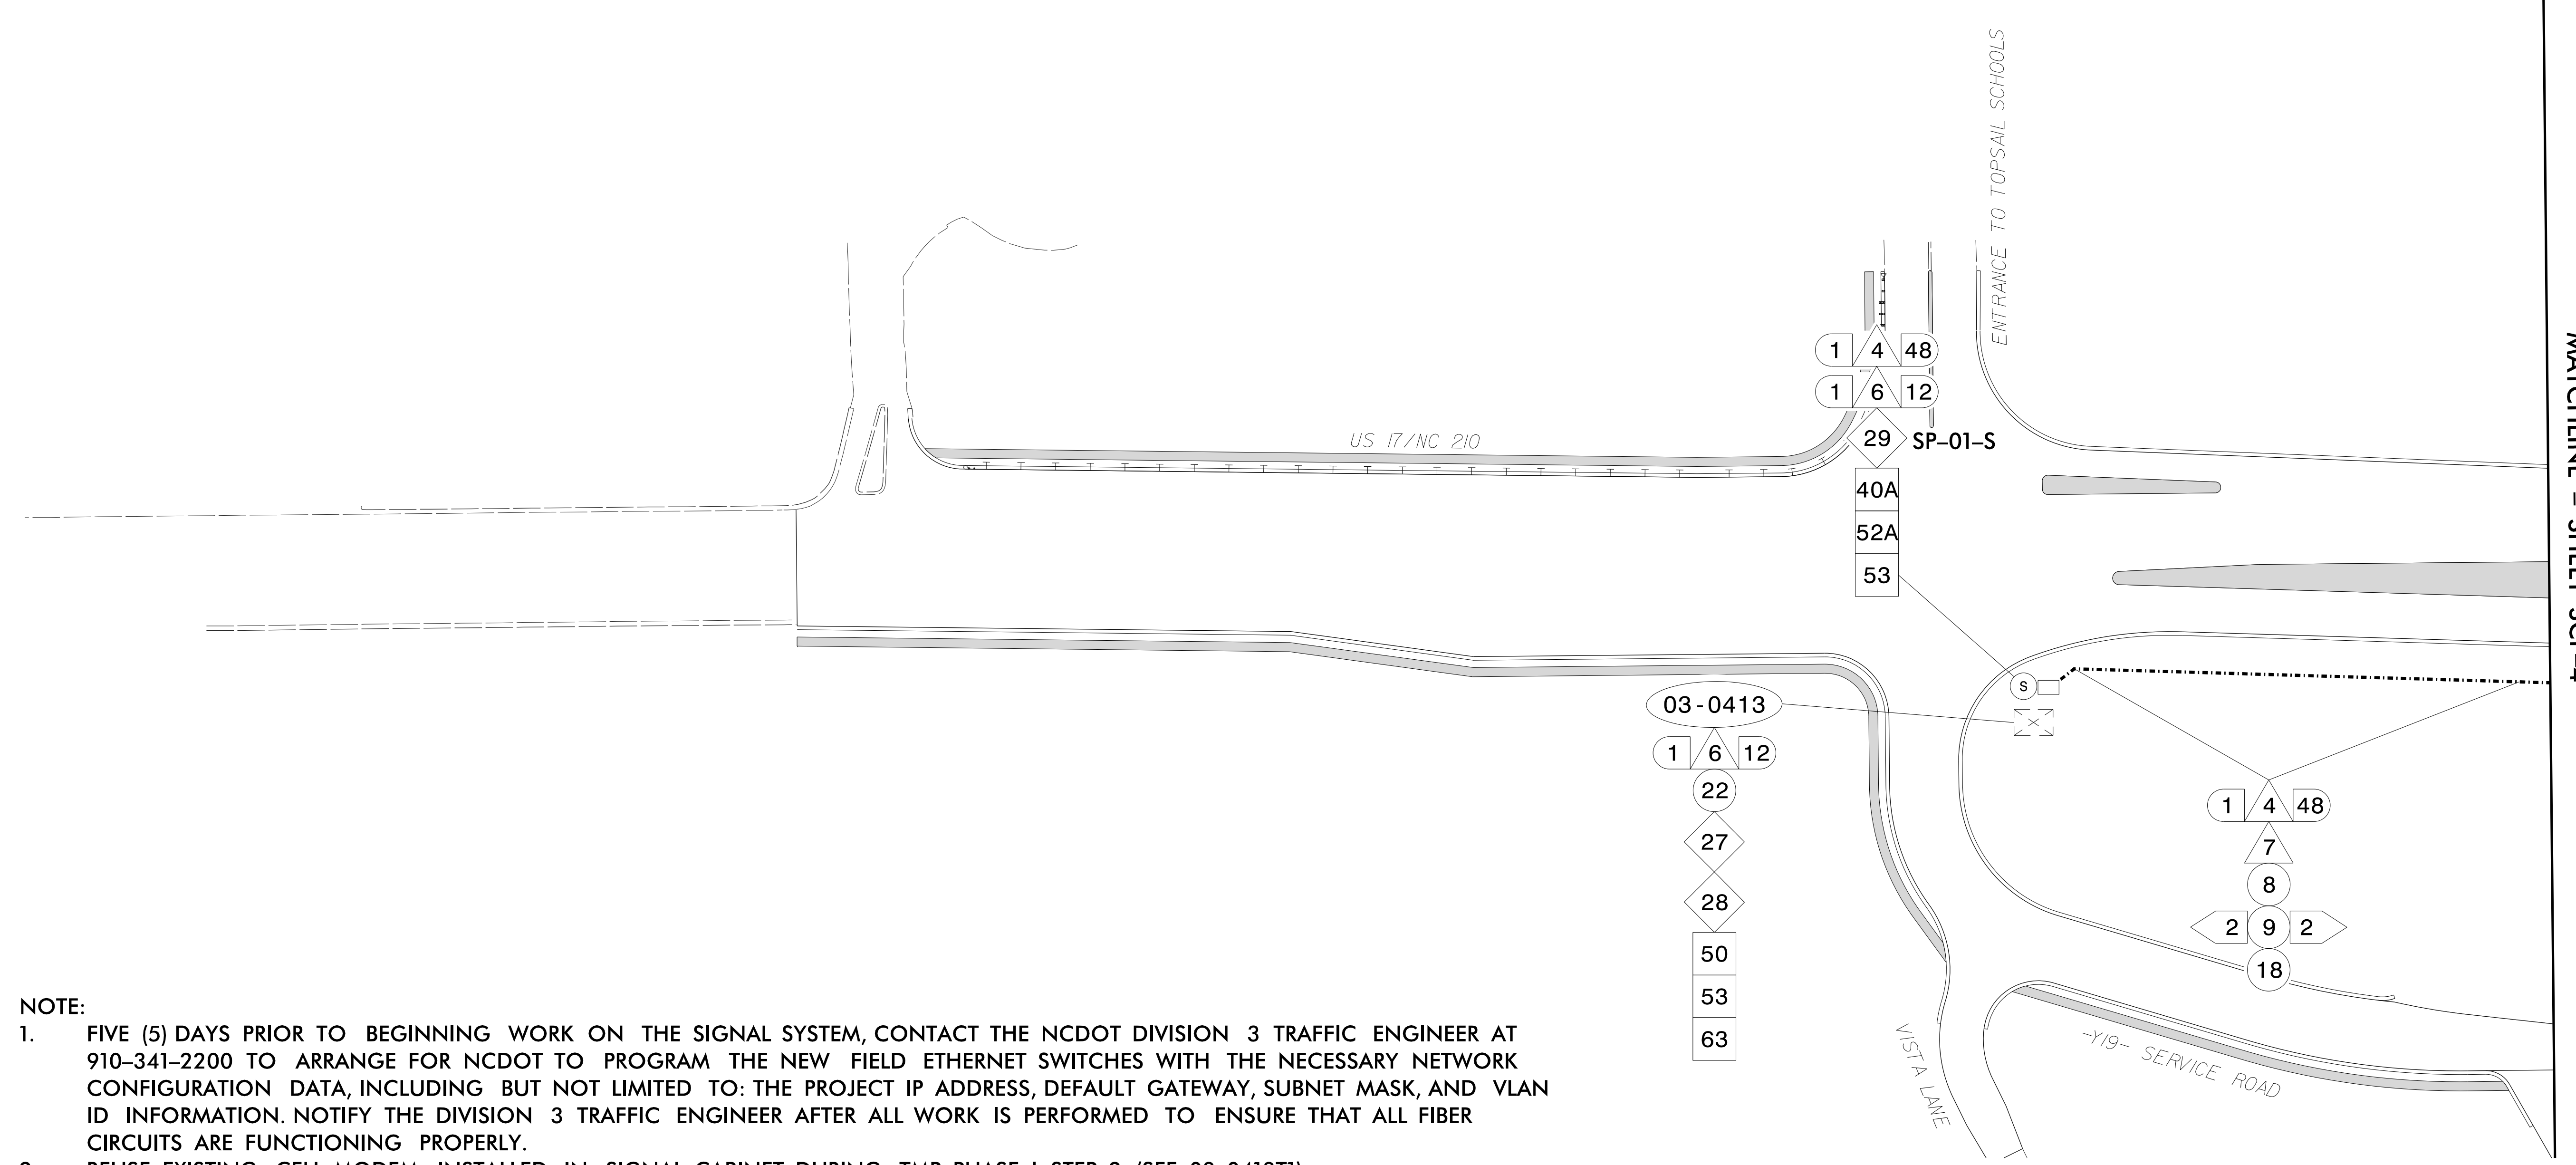 ENTRANCE TO TOPSAIL SCHOOLS
1 4 48
1 6 12
US 17/NC 210
29 SP-01-S
40A
52A
53
S
03-0413
1 6 12
22
27
28
50
53
63
1 4 48
7
8
2 9 2
18
VISTA LANE
-Y19- SERVICE ROAD
NOTE:
1. FIVE (5) DAYS PRIOR TO BEGINNING WORK ON THE SIGNAL SYSTEM, CONTACT THE NCDOT DIVISION 3 TRAFFIC ENGINEER AT
910-341-2200 TO ARRANGE FOR NCDOT TO PROGRAM THE NEW FIELD ETHERNET SWITCHES WITH THE NECESSARY NETWORK
CONFIGURATION DATA, INCLUDING BUT NOT LIMITED TO: THE PROJECT IP ADDRESS, DEFAULT GATEWAY, SUBNET MASK, AND VLAN
ID INFORMATION. NOTIFY THE DIVISION 3 TRAFFIC ENGINEER AFTER ALL WORK IS PERFORMED TO ENSURE THAT ALL FIBER
CIRCUITS ARE FUNCTIONING PROPERLY.